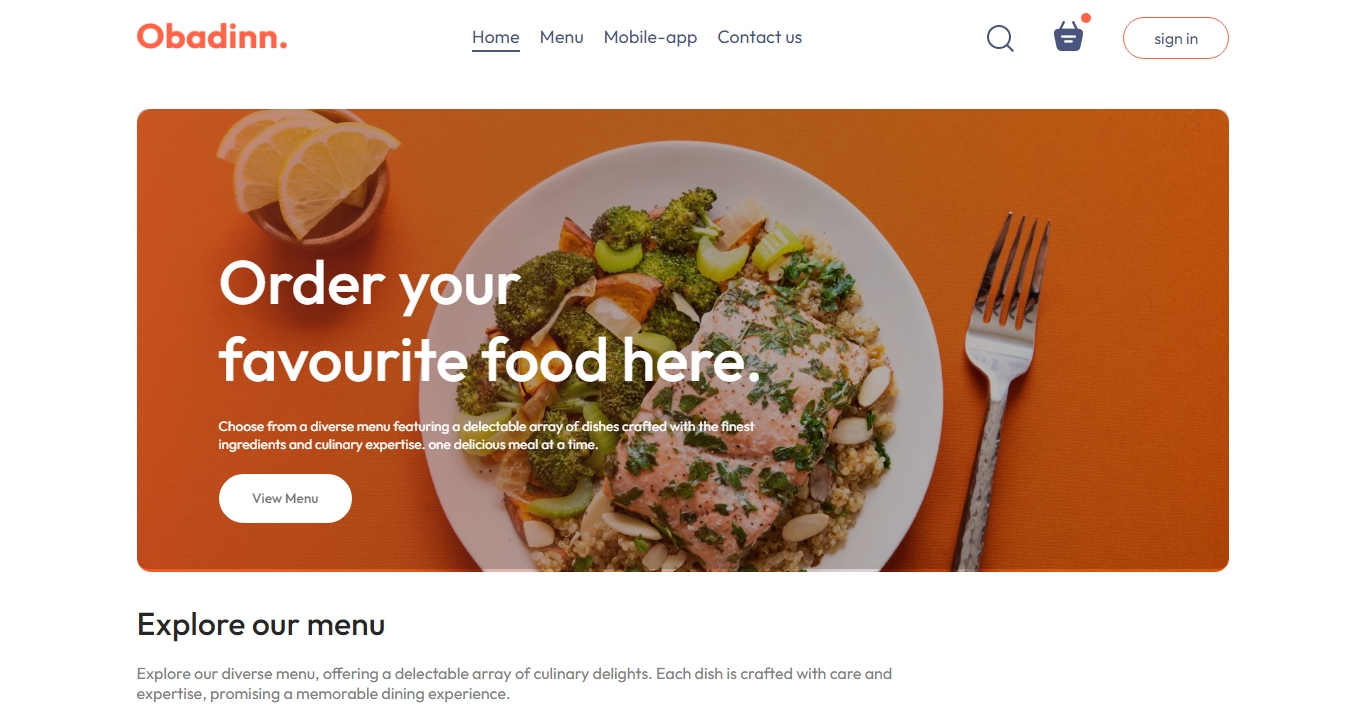 Obadinn.
Home Menu Mobile-app Contact us
sign in
Order your
favourite food here.
Choose from a diverse menu featuring a delectable array of dishes crafted with the finest
ingredients and culinary expertise. one delicious meal at a time.
View Menu
Explore our menu
Explore our diverse menu, offering a delectable array of culinary delights. Each dish is crafted with care and
expertise, promising a memorable dining experience.